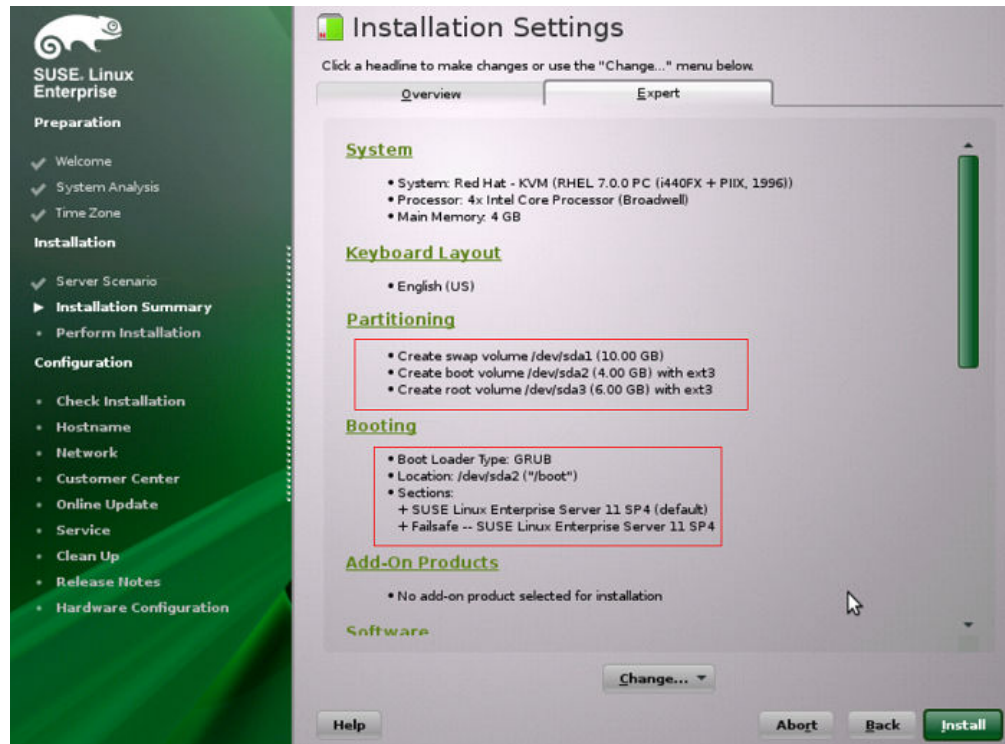 SUSE. Linux
Enterprise
Preparation
Welcome
System Analysis
Time Zone
Installation
Server Scenario
Installation Summary
Perform Installation
Configuration
Check Installation
Hostname
Network
Customer Center
Online Update
Service
Clean Up
Release Notes
Hardware Configuration
Installation Settings
Click a headline to make changes or use the "Change..." menu below.
Overview
Expert
System
• System: Red Hat - KVM (RHEL 7.0.0 PC (i440FX + PIIX, 1996))
• Processor: 4x Intel Core Processor (Broadwell)
• Main Memory: 4 GB
Keyboard Layout
• English (US)
Partitioning
• Create swap volume /dev/sda1 (10.00 GB)
• Create boot volume /dev/sda2 (4.00 GB) with ext3
• Create root volume /dev/sda3 (6.00 GB) with ext3
Booting
• Boot Loader Type: GRUB
• Location: /dev/sda2 ("/boot")
• Sections:
+ SUSE Linux Enterprise Server 11 SP4 (default)
+ Failsafe -- SUSE Linux Enterprise Server 11 SP4
Add-On Products
• No add-on product selected for installation
Software
Change...
Help
Abort
Back
Install